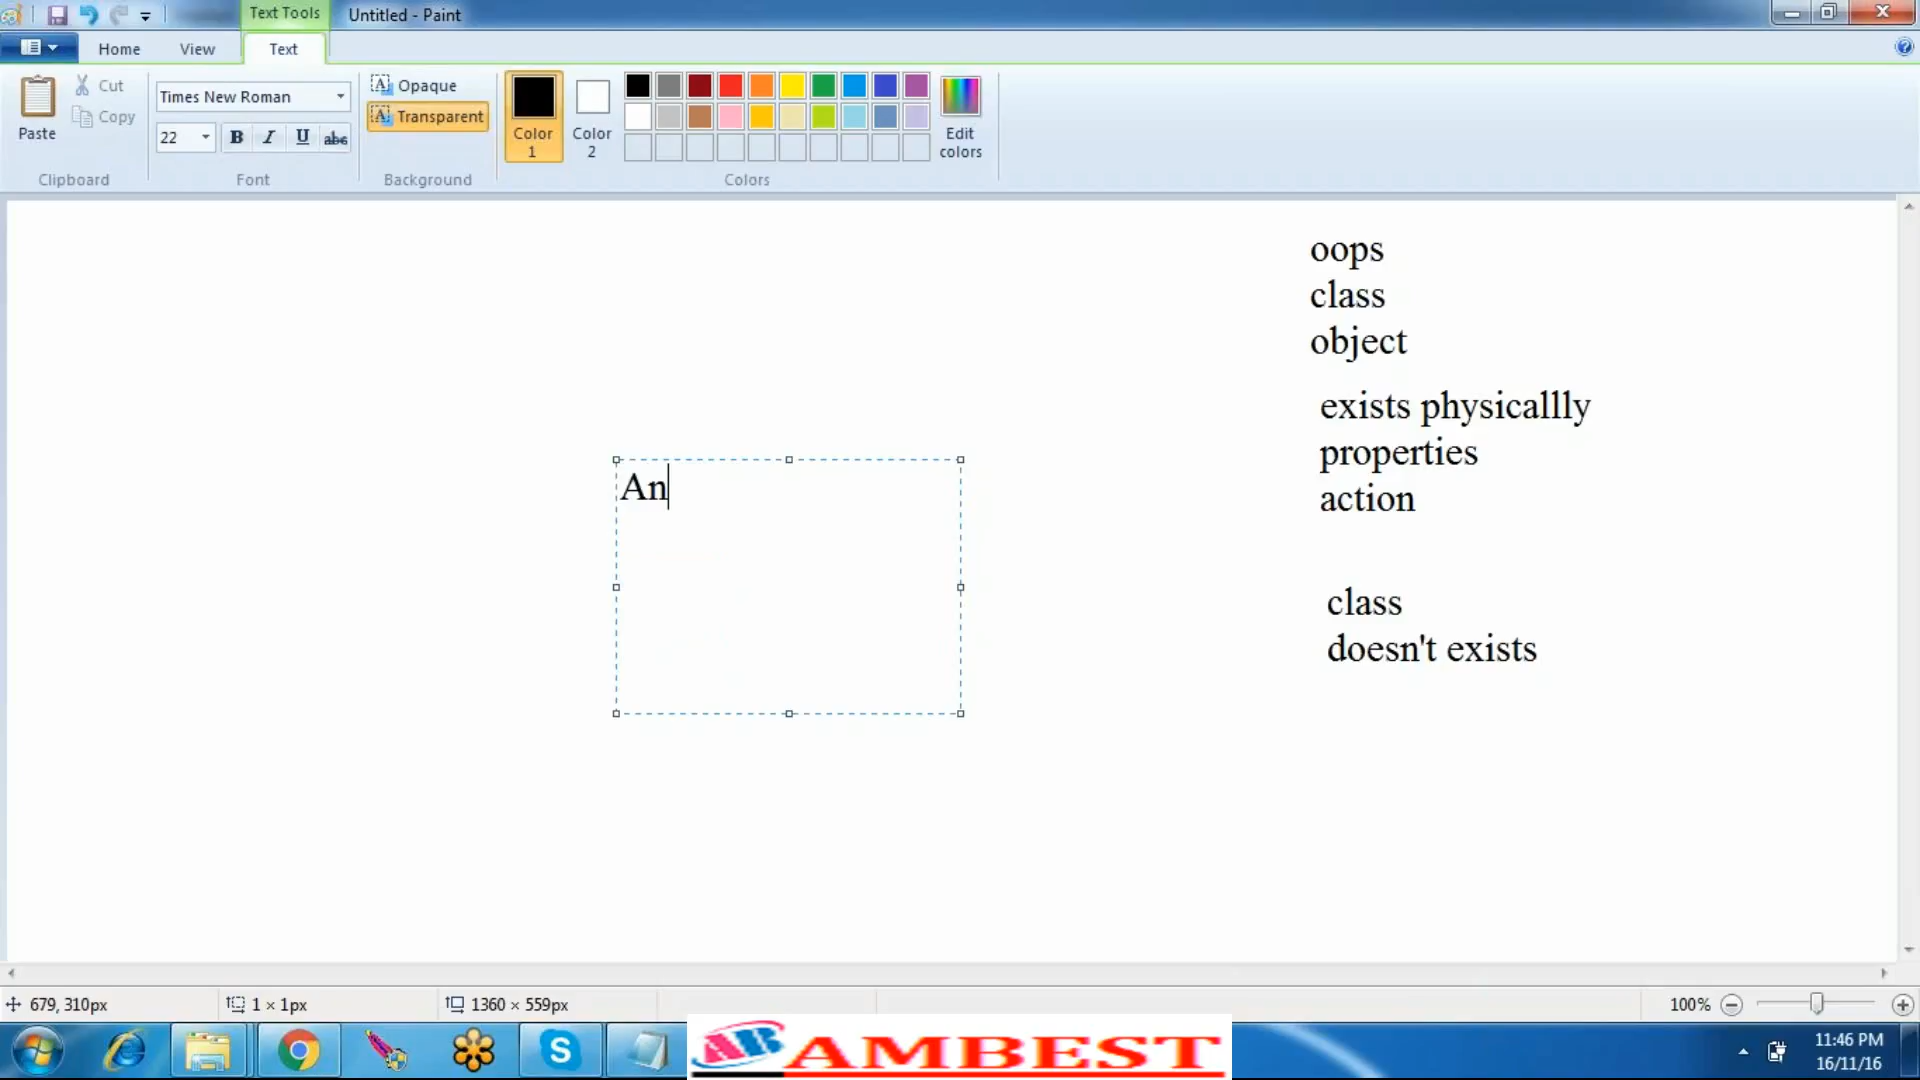 Text Tools
Untitled - Paint
Home
View
Text
Paste
Cut
Copy
Clipboard
Times New Roman
22
B
I
U
abc
Font
Opaque
Transparent
Background
Color
1
Color
2
Edit
colors
Colors
oops
class
object
exists physicallly
properties
action
An
class
doesn't exists
679, 310px
1 × 1px
1360 × 559px
100%
AMBEST
11:46 PM
16/11/16